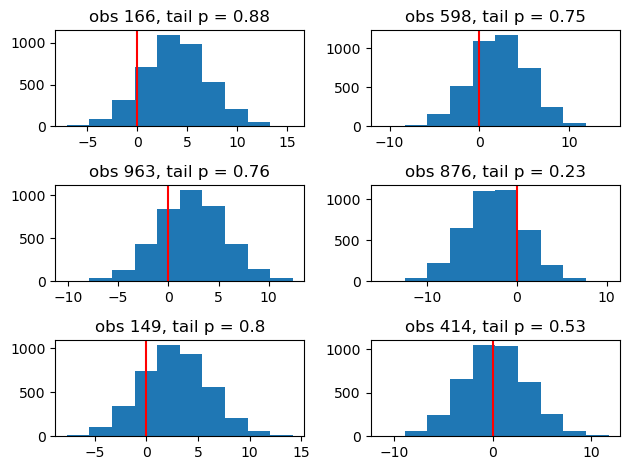 obs 166, tail p = 0.88
1000
500
0
−5 0 5 10 15
obs 598, tail p = 0.75
1000
500
0
−10 0 10
obs 963, tail p = 0.76
1000
500
0
−10 −5 0 5 10
obs 876, tail p = 0.23
1000
500
0
−10 0 10
obs 149, tail p = 0.8
1000
500
0
−5 0 5 10
obs 414, tail p = 0.53
1000
500
0
−10 −5 0 5 10